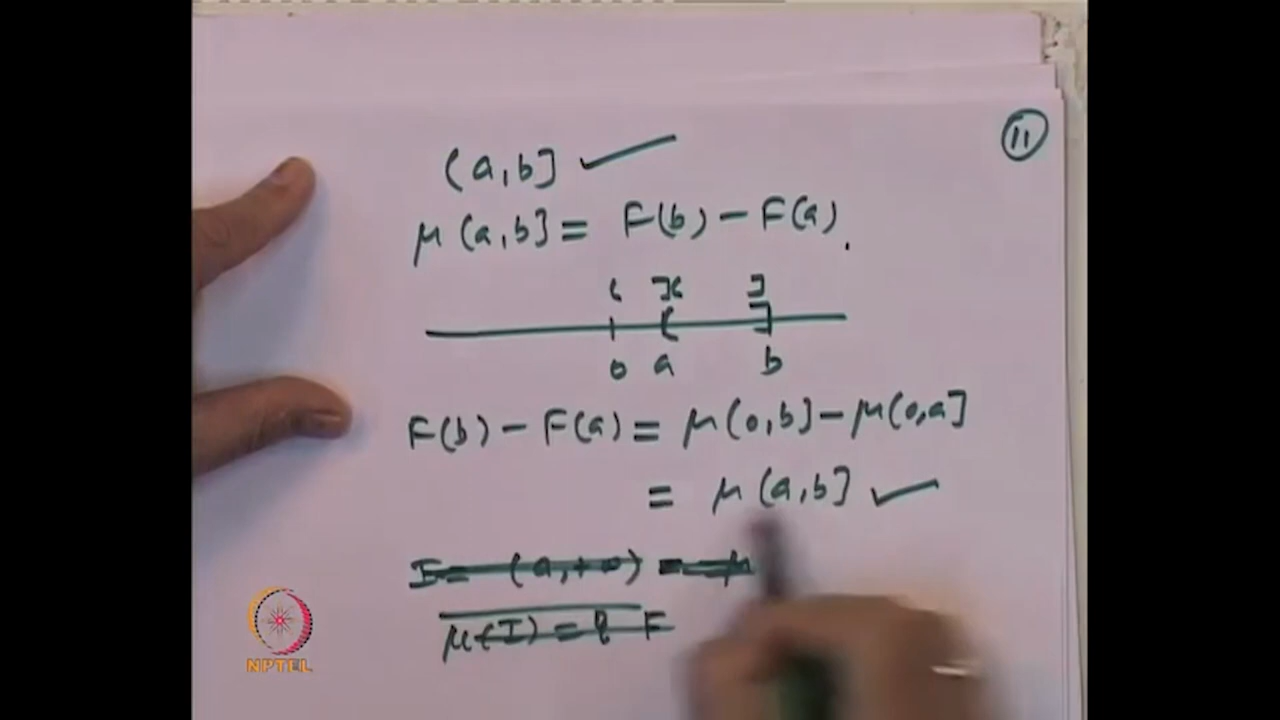 11
(a,b] ✓
μ(a,b] = F(b) - F(a).
( ]( ]
0 a b
F(b) - F(a) = μ(0,b] - μ(0,a]
= μ(a,b] ✓
I = (a,+∞) = μ
μ(I) = F
NPTEL